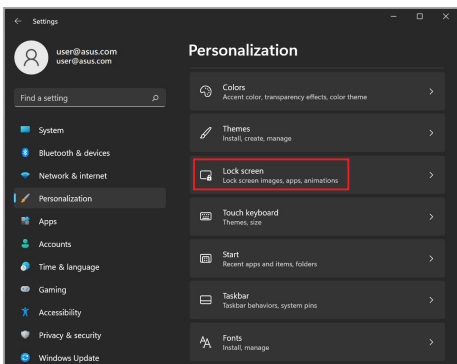 Settings
user@asus.com
user@asus.com
Find a setting
System
Bluetooth & devices
Network & internet
Personalization
Apps
Accounts
Time & language
Gaming
Accessibility
Privacy & security
Windows Update
Personalization
Colors
Accent color, transparency effects, color theme
Themes
Install, create, manage
Lock screen
Lock screen images, apps, animations
Touch keyboard
Themes, size
Start
Recent apps and items, folders
Taskbar
Taskbar behaviors, system pins
Fonts
Install, manage